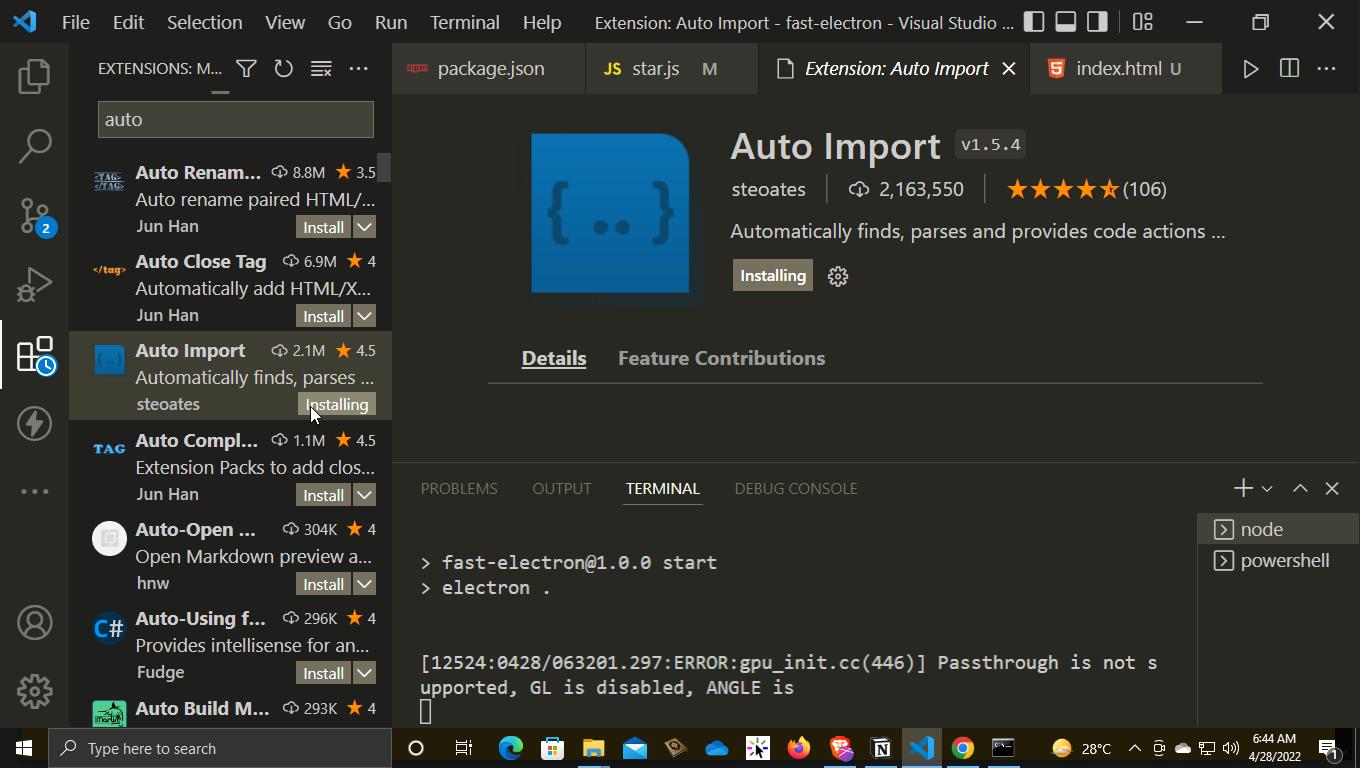 File Edit Selection View Go Run Terminal Help Extension: Auto Import - fast-electron - Visual Studio ...
EXTENSIONS: M...
package.json
JS star.js M
Extension: Auto Import
index.html U
auto
Auto Renam... 8.8M 3.5
Auto rename paired HTML/...
Jun Han Install
Auto Close Tag 6.9M 4
Automatically add HTML/X...
Jun Han Install
Auto Import 2.1M 4.5
Automatically finds, parses ...
steoates Installing
Auto Compl... 1.1M 4.5
Extension Packs to add clos...
Jun Han Install
Auto-Open ... 304K 4
Open Markdown preview a...
hnw Install
Auto-Using f... 296K 4
Provides intellisense for an...
Fudge Install
Auto Build M... 293K 4
2
<TAG>
</TAG>
</tag>
{..}
TAG
C#
Auto Import v1.5.4
steoates 2,163,550 (106)
Automatically finds, parses and provides code actions ...
Installing
{ .. }
Details Feature Contributions
PROBLEMS OUTPUT TERMINAL DEBUG CONSOLE
> fast-electron@1.0.0 start
> electron .
[12524:0428/063201.297:ERROR:gpu_init.cc(446)] Passthrough is not s
upported, GL is disabled, ANGLE is
node
powershell
Type here to search
28°C
6:44 AM
4/28/2022
1